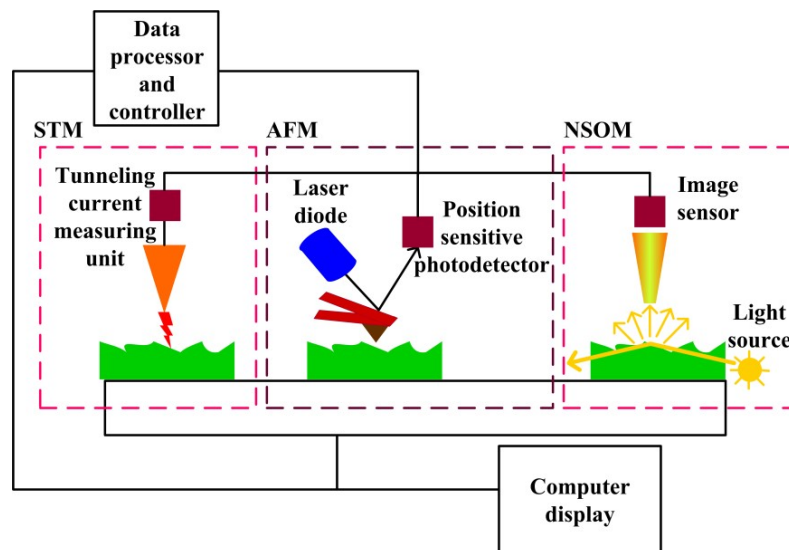 Data
processor
and
controller
STM
AFM
NSOM
Tunneling
current
measuring
unit
Laser
diode
Position
sensitive
photodetector
Image
sensor
Light
source
Computer
display